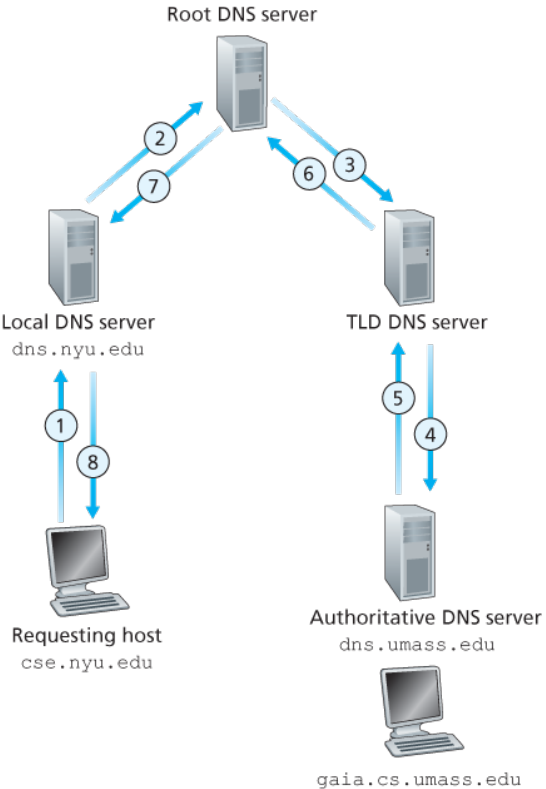 Root DNS server
2
3
6
7
Local DNS server
dns.nyu.edu
TLD DNS server
5
1
4
8
Requesting host
cse.nyu.edu
Authoritative DNS server
dns.umass.edu
gaia.cs.umass.edu